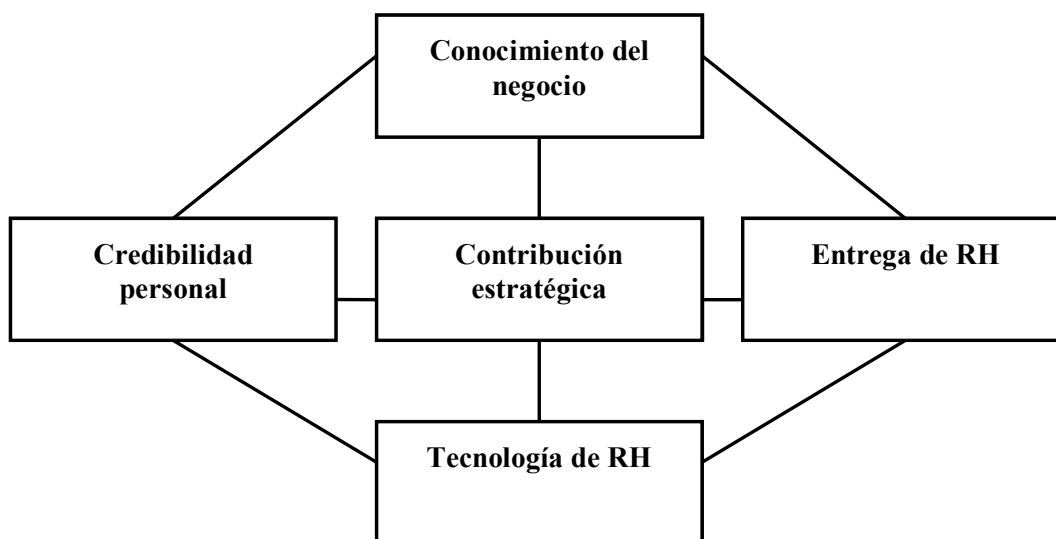 Conocimiento del
negocio
Credibilidad
personal
Contribución
estratégica
Entrega de RH
Tecnología de RH